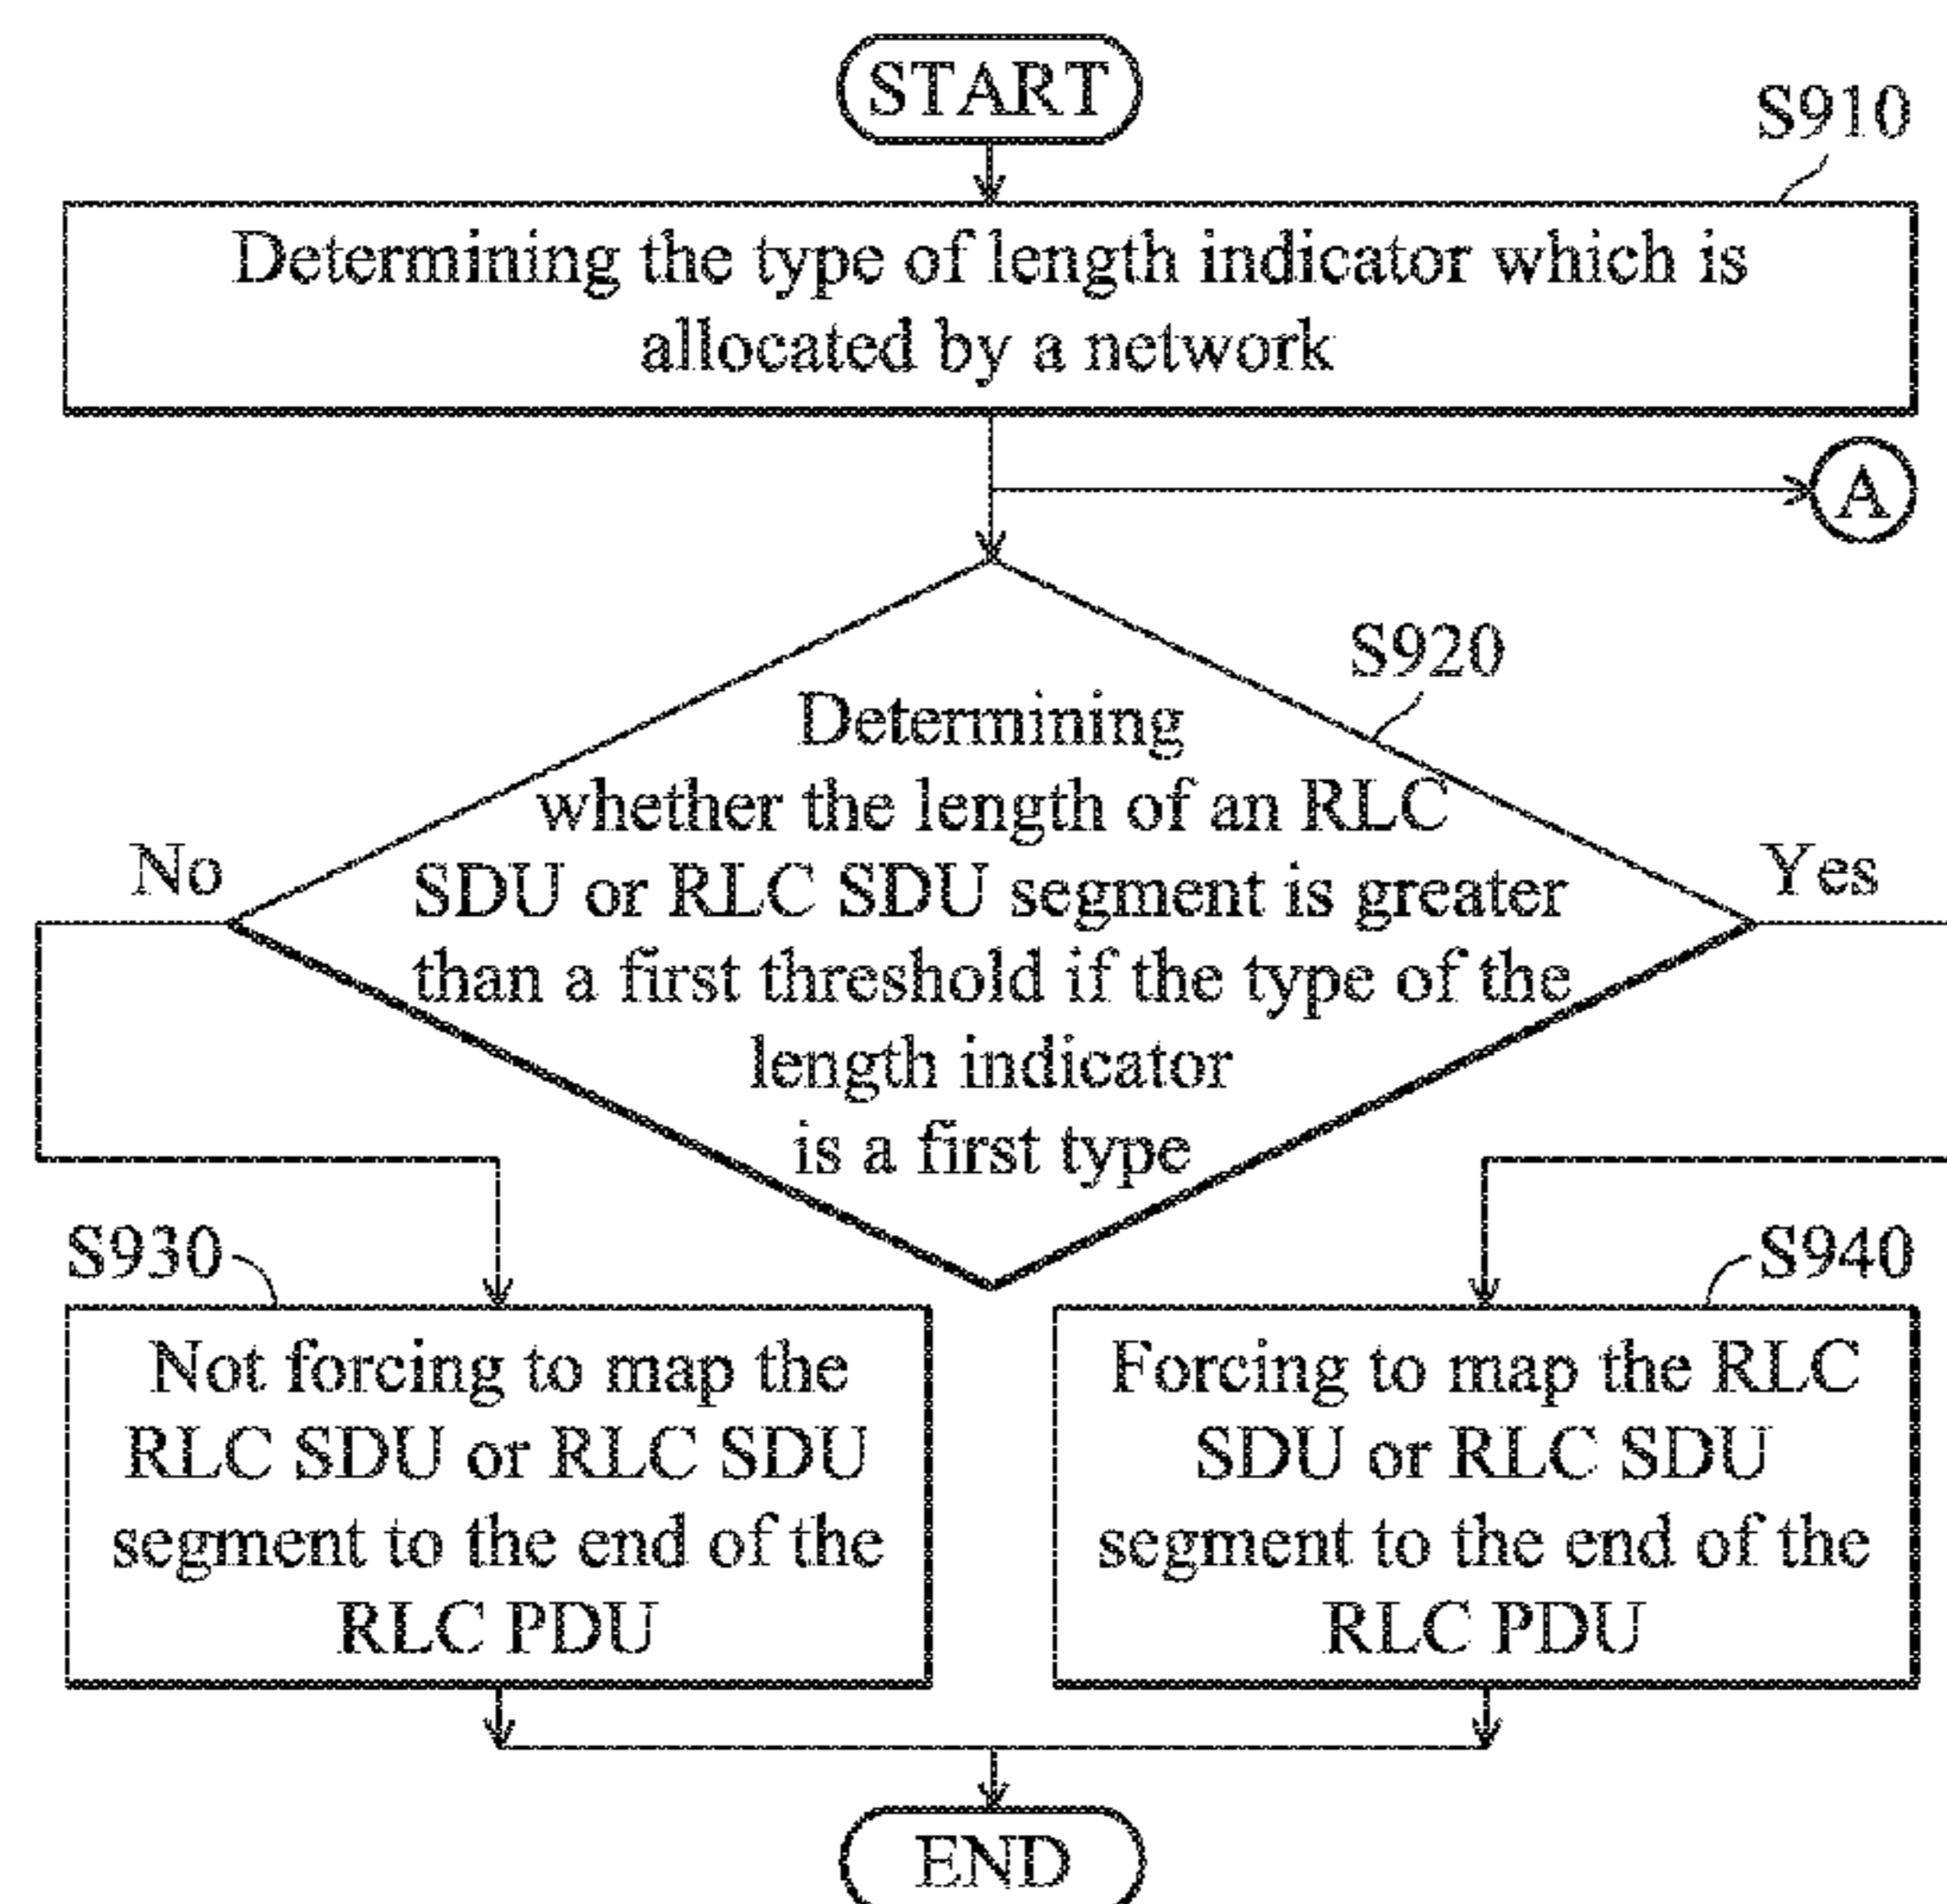 START
S910
Determining the type of length indicator which is
allocated by a network
A
S920
Determining
whether the length of an RLC
SDU or RLC SDU segment is greater
than a first threshold if the type of the
length indicator
is a first type
No
Yes
S930
Not forcing to map the
RLC SDU or RLC SDU
segment to the end of the
RLC PDU
S940
Forcing to map the RLC
SDU or RLC SDU
segment to the end of the
RLC PDU
END